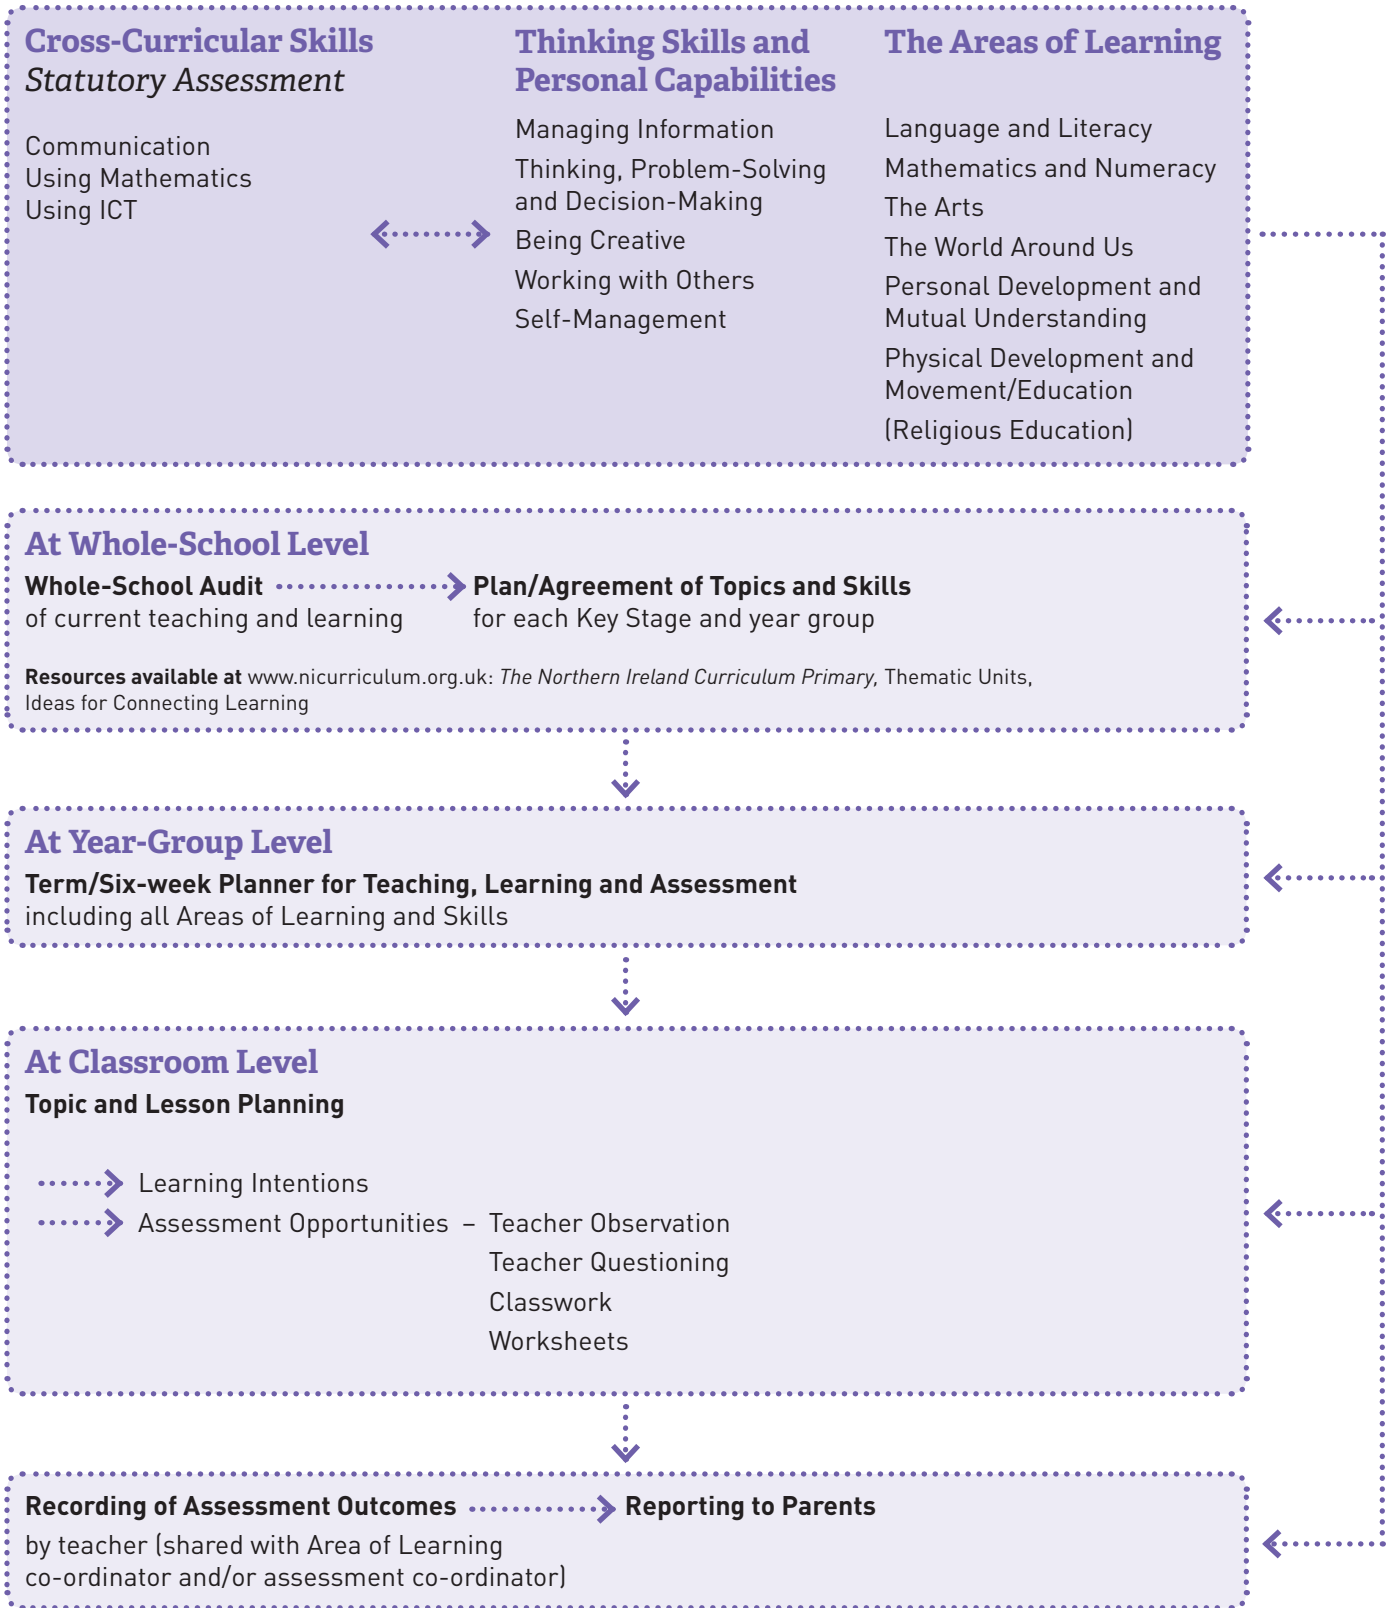 Cross-Curricular Skills
Statutory Assessment
Communication
Using Mathematics
Using ICT
Thinking Skills and
Personal Capabilities
Managing Information
Thinking, Problem-Solving
and Decision-Making
Being Creative
Working with Others
Self-Management
The Areas of Learning
Language and Literacy
Mathematics and Numeracy
The Arts
The World Around Us
Personal Development and
Mutual Understanding
Physical Development and
Movement/Education
(Religious Education)
At Whole-School Level
Whole-School Audit
of current teaching and learning
Plan/Agreement of Topics and Skills
for each Key Stage and year group
Resources available at www.nicurriculum.org.uk: The Northern Ireland Curriculum Primary, Thematic Units,
Ideas for Connecting Learning
At Year-Group Level
Term/Six-week Planner for Teaching, Learning and Assessment
including all Areas of Learning and Skills
At Classroom Level
Topic and Lesson Planning
Learning Intentions
Assessment Opportunities – Teacher Observation
Teacher Questioning
Classwork
Worksheets
Recording of Assessment Outcomes
by teacher (shared with Area of Learning
co-ordinator and/or assessment co-ordinator)
Reporting to Parents